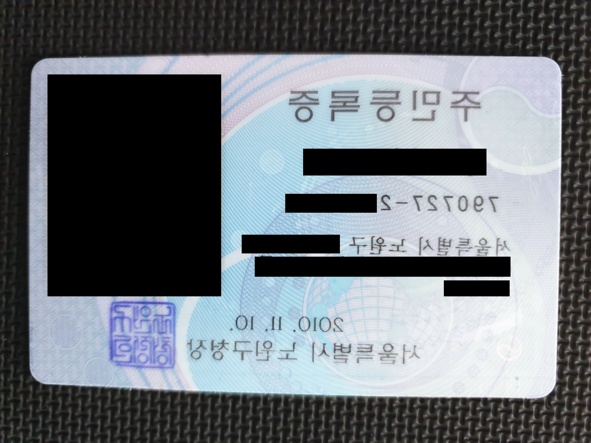 주민등록증
790727-2
서울특별시 노원구
2010. 11. 10.
서울특별시 노원구청장